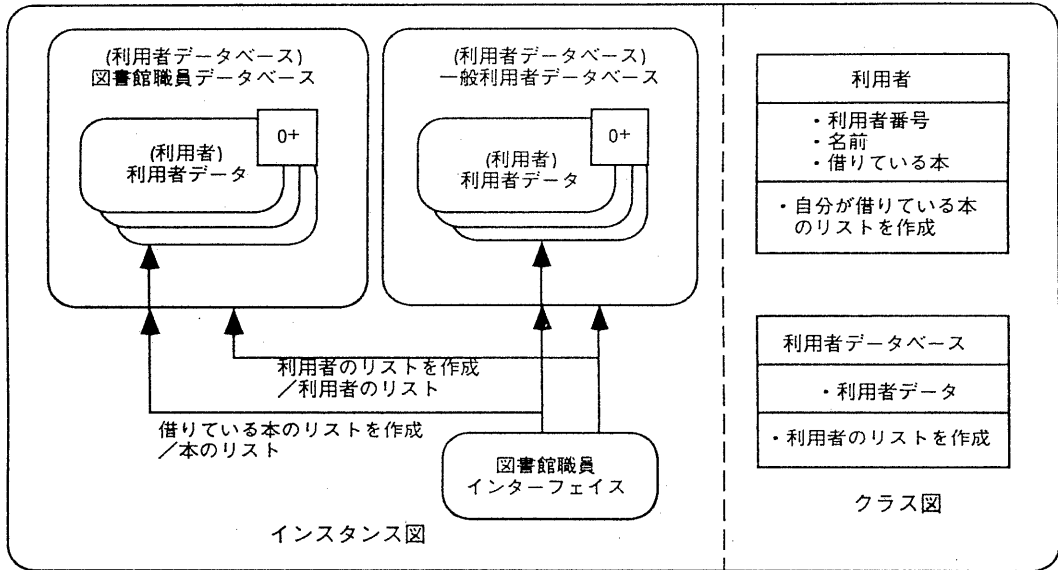 (利用者データベース)
図書館職員データベース
0+
(利用者)
利用者データ
(利用者データベース)
一般利用者データベース
0+
(利用者)
利用者データ
利用者のリストを作成
／利用者のリスト
借りている本のリストを作成
／本のリスト
図書館職員
インターフェイス
インスタンス図
利用者
・利用者番号
・名前
・借りている本
・自分が借りている本
のリストを作成
利用者データベース
・利用者データ
・利用者のリストを作成
クラス図